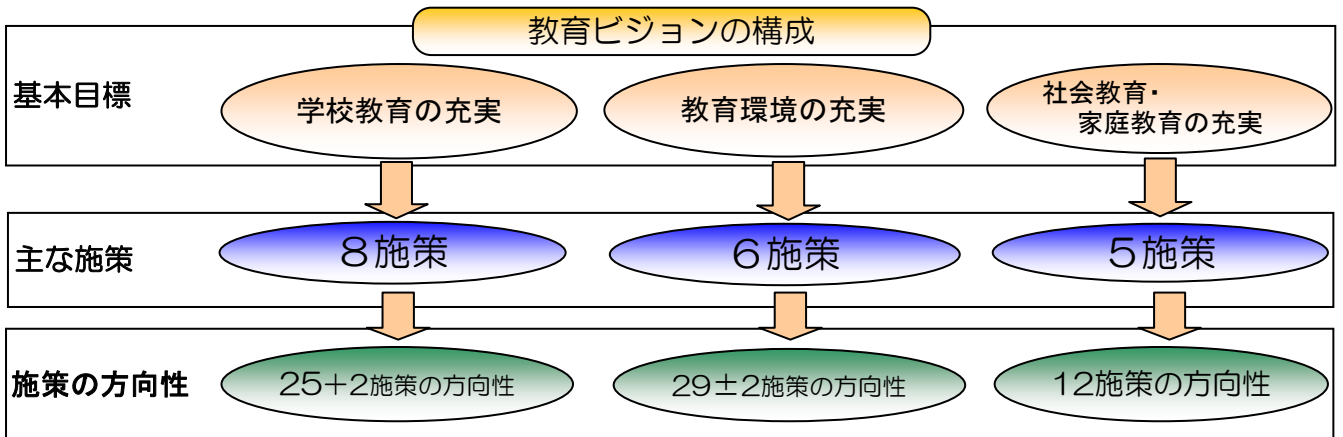 教育ビジョンの構成
基本目標
学校教育の充実
教育環境の充実
社会教育・
家庭教育の充実
主な施策
8施策
6施策
5施策
施策の方向性
25+2施策の方向性
29±2施策の方向性
12施策の方向性